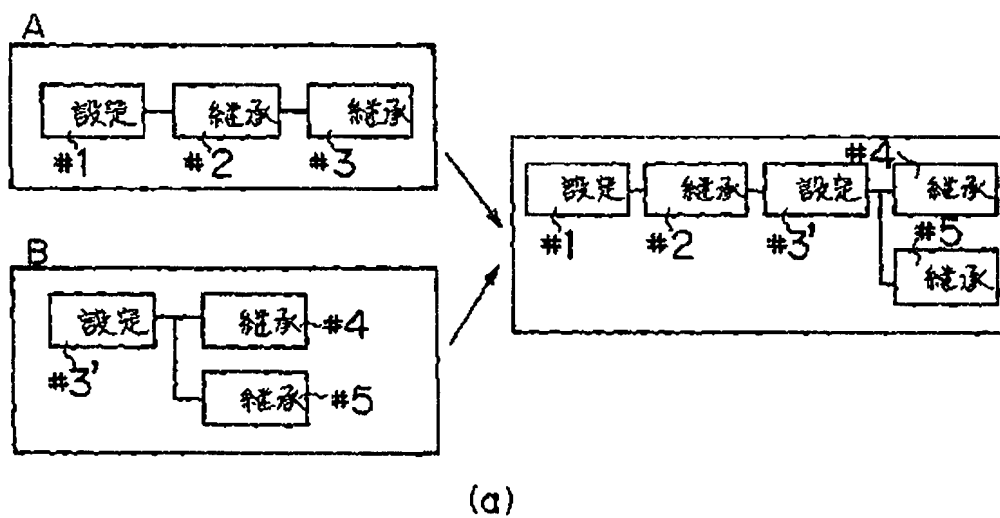 A
設定 継承 継承
#1 #2 #3
B
設定 継承 #4
#3'
継承 #5
#4
設定 継承 設定 継承
#1 #2 #3' #5
継承
(a)